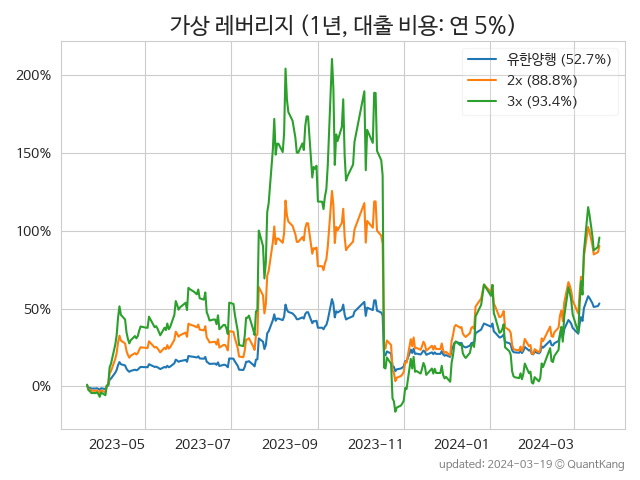 가상 레버리지 (1년, 대출 비용: 연 5%)
유한양행 (52.7%)
2x (88.8%)
3x (93.4%)
200%
150%
100%
50%
0%
2023-05 2023-07 2023-09 2023-11 2024-01 2024-03
updated: 2024-03-19 © QuantKang